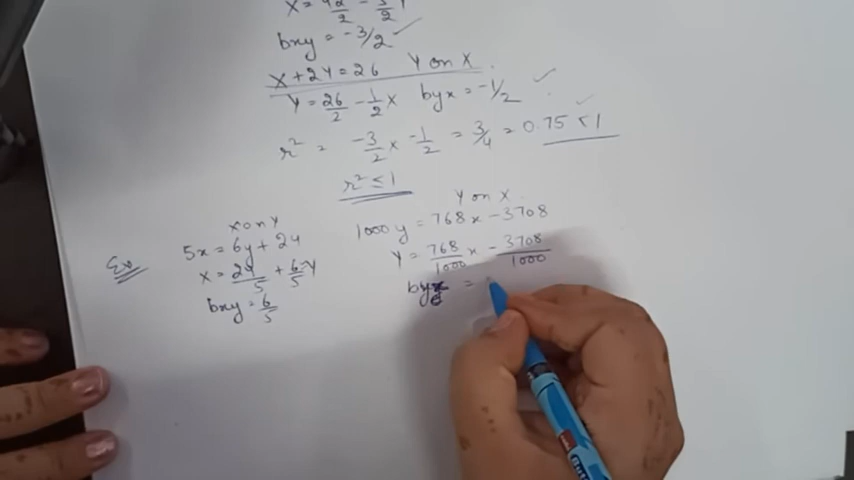 bxy = -3/2 ✓
X + 2Y = 26 Y on X
Y = 26/2 - 1/2 X byx = -1/2 ✓
r² = -3/2 × -1/2 = 3/4 = 0.75 < 1
r² ≤ 1
Ex
X on Y
5x = 6y + 24
x = 24/5 + 6/5 y
bxy = 6/5
Y on X
1000y = 768x - 3708
Y = 768/1000 x - 3708/1000
byx =